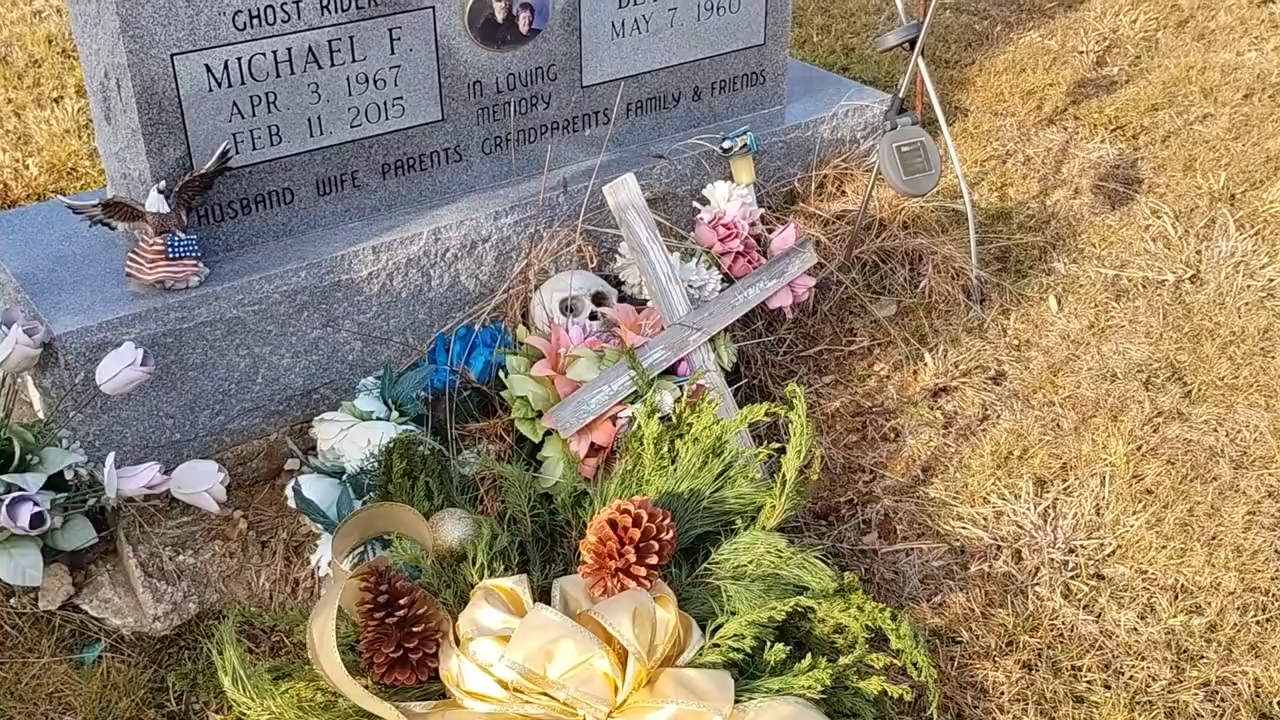 "GHOST RIDER"
MICHAEL F.
APR 3, 1967
FEB 11, 2015
IN LOVING
MEMORY
MAY 7, 1960
HUSBAND WIFE PARENTS GRANDPARENTS FAMILY & FRIENDS